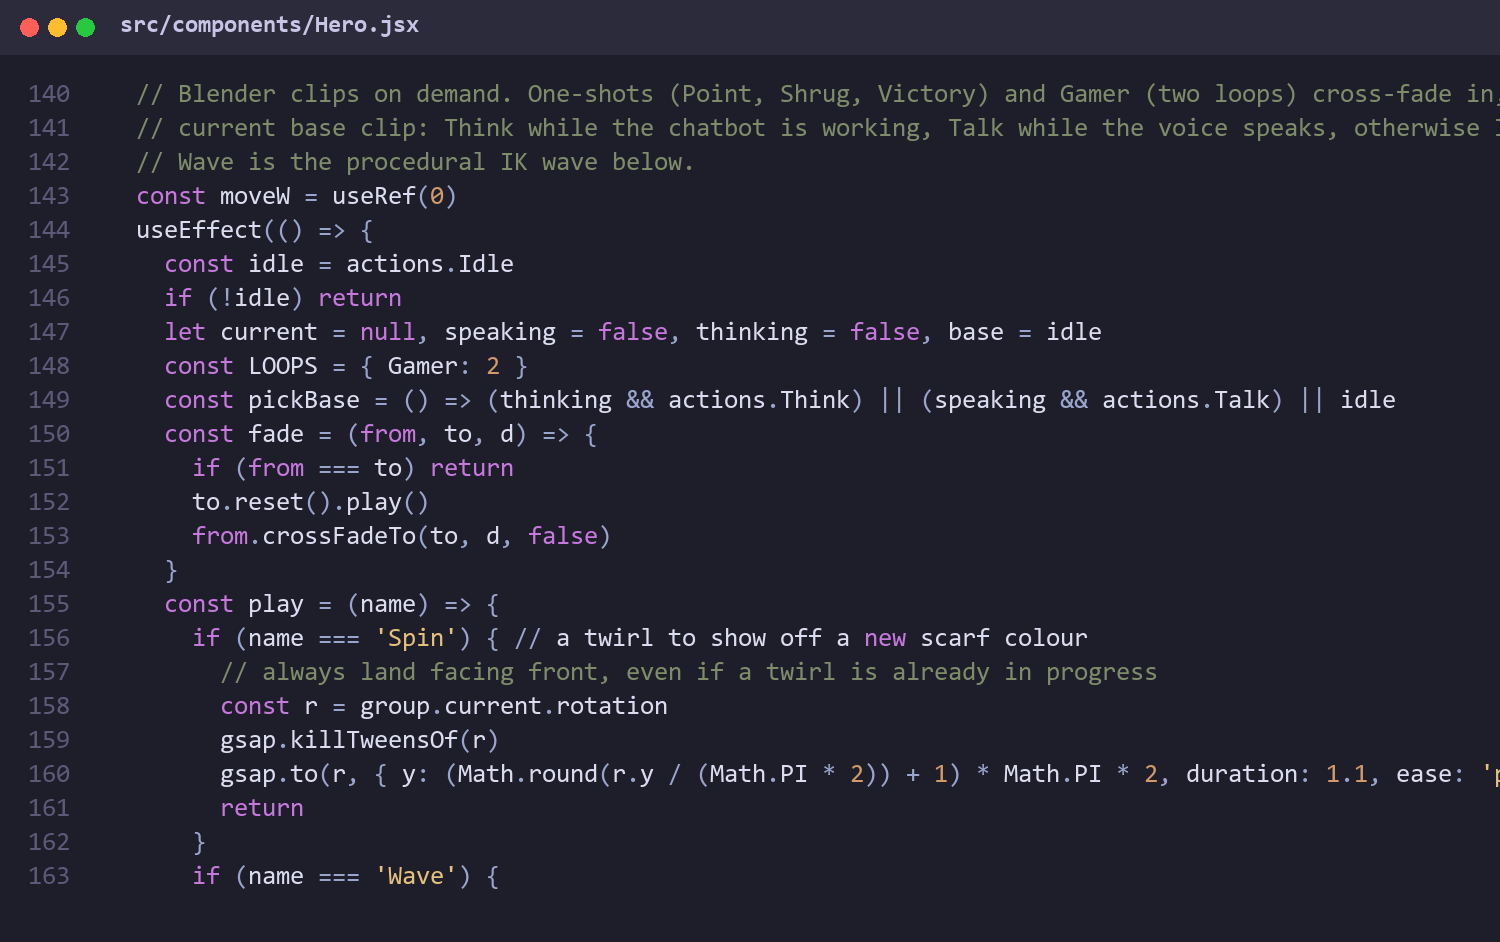 src/components/Hero.jsx
140 // Blender clips on demand. One-shots (Point, Shrug, Victory) and Gamer (two loops) cross-fade in,
141 // current base clip: Think while the chatbot is working, Talk while the voice speaks, otherwise
142 // Wave is the procedural IK wave below.
143 const moveW = useRef(0)
144 useEffect(() => {
145 const idle = actions.Idle
146 if (!idle) return
147 let current = null, speaking = false, thinking = false, base = idle
148 const LOOPS = { Gamer: 2 }
149 const pickBase = () => (thinking && actions.Think) || (speaking && actions.Talk) || idle
150 const fade = (from, to, d) => {
151 if (from === to) return
152 to.reset().play()
153 from.crossFadeTo(to, d, false)
154 }
155 const play = (name) => {
156 if (name === 'Spin') { // a twirl to show off a new scarf colour
157 // always land facing front, even if a twirl is already in progress
158 const r = group.current.rotation
159 gsap.killTweensOf(r)
160 gsap.to(r, { y: (Math.round(r.y / (Math.PI * 2)) + 1) * Math.PI * 2, duration: 1.1, ease: '
161 return
162 }
163 if (name === 'Wave') {